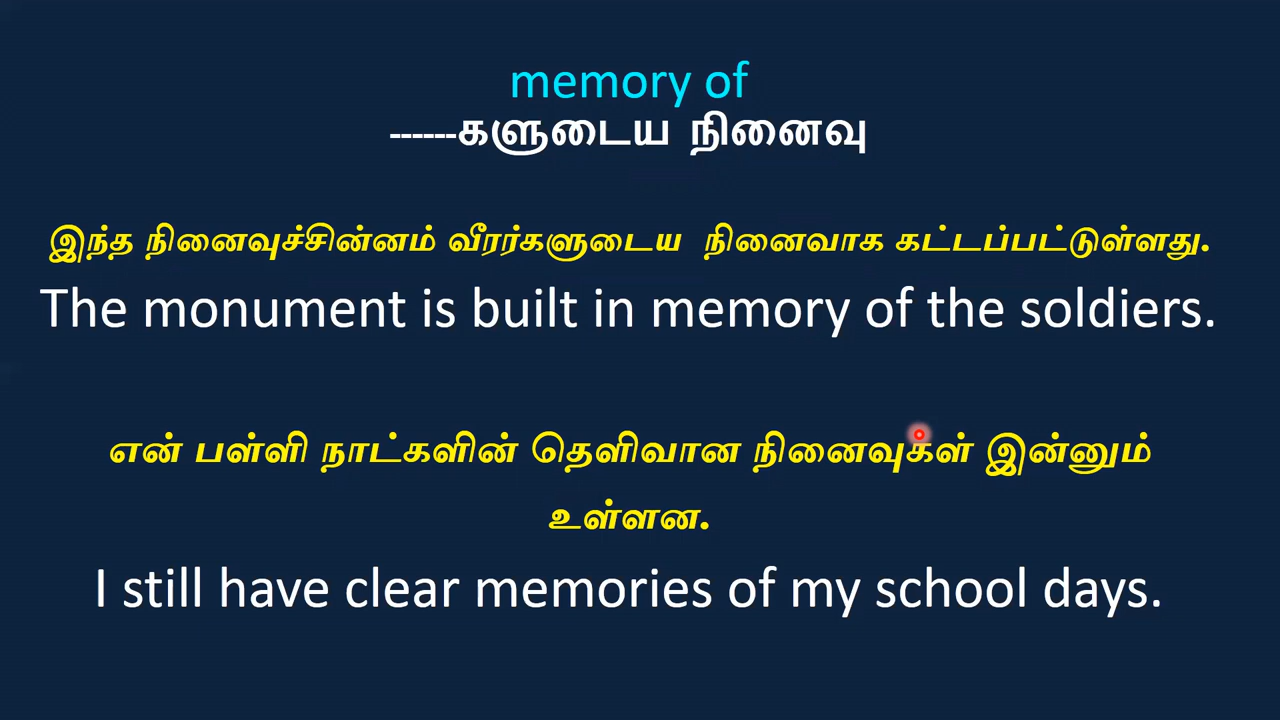 memory of
------களுடைய நினைவு
இந்த நினைவுச்சின்னம் வீரர்களுடைய நினைவாக கட்டப்பட்டுள்ளது.
The monument is built in memory of the soldiers.
என் பள்ளி நாட்களின் தெளிவான நினைவுகள் இன்னும்
உள்ளன.
I still have clear memories of my school days.